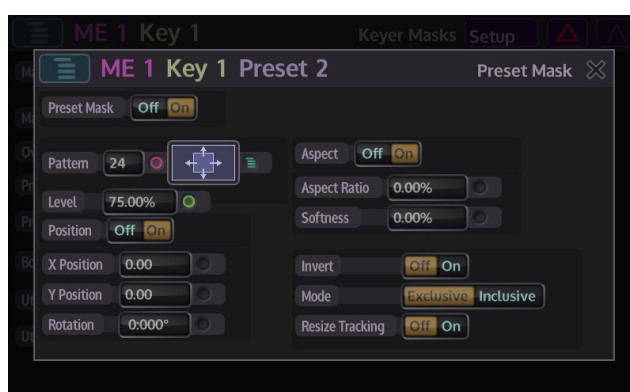 ME 1 Key 1 Keyer Masks Setup
ME 1 Key 1 Preset 2 Preset Mask
Preset Mask Off On
Pattern 24
Level 75.00%
Position Off On
X Position 0.00
Y Position 0.00
Rotation 0:000°
Aspect Off On
Aspect Ratio 0.00%
Softness 0.00%
Invert Off On
Mode Exclusive Inclusive
Resize Tracking Off On